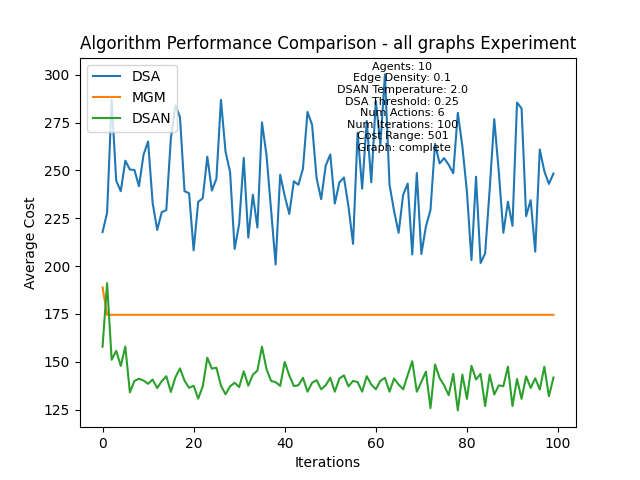 Algorithm Performance Comparison - all graphs Experiment
DSA
MGM
DSAN
Agents: 10
Edge Density: 0.1
DSAN Temperature: 2.0
DSA Threshold: 0.25
Num Actions: 6
Num Iterations: 100
Cost Range: 501
Graph: complete
Average Cost
300
275
250
225
200
175
150
125
0
20
40
60
80
100
Iterations